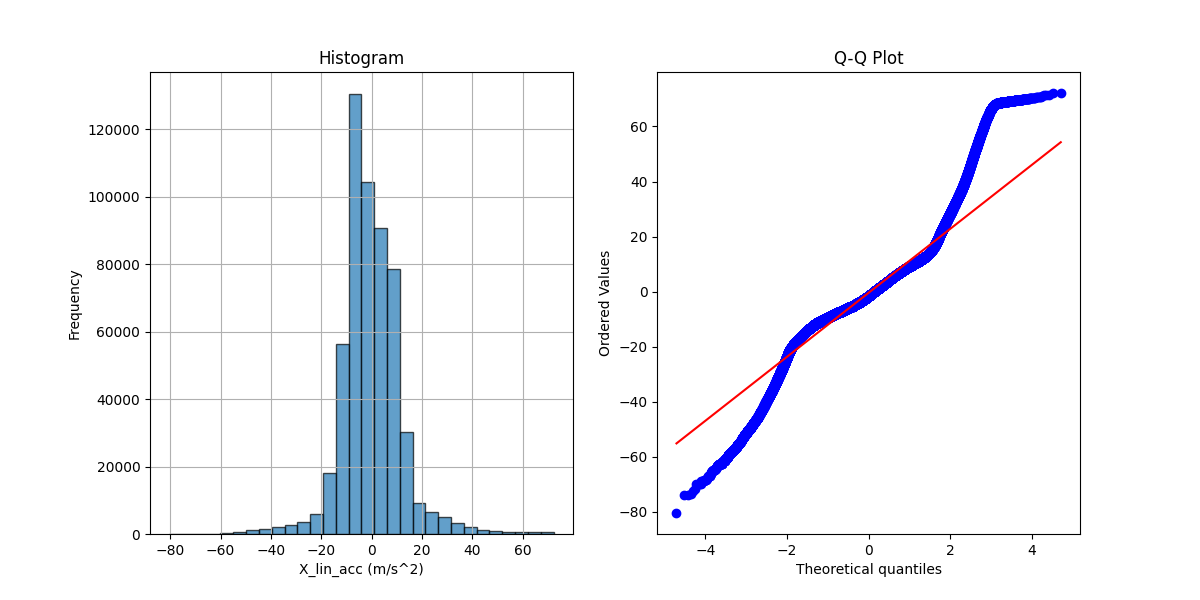 Histogram
Frequency
120000
100000
80000
60000
40000
20000
0
−80 −60 −40 −20 0 20 40 60
X_lin_acc (m/s^2)
Q-Q Plot
Ordered Values
60
40
20
0
−20
−40
−60
−80
−4 −2 0 2 4
Theoretical quantiles